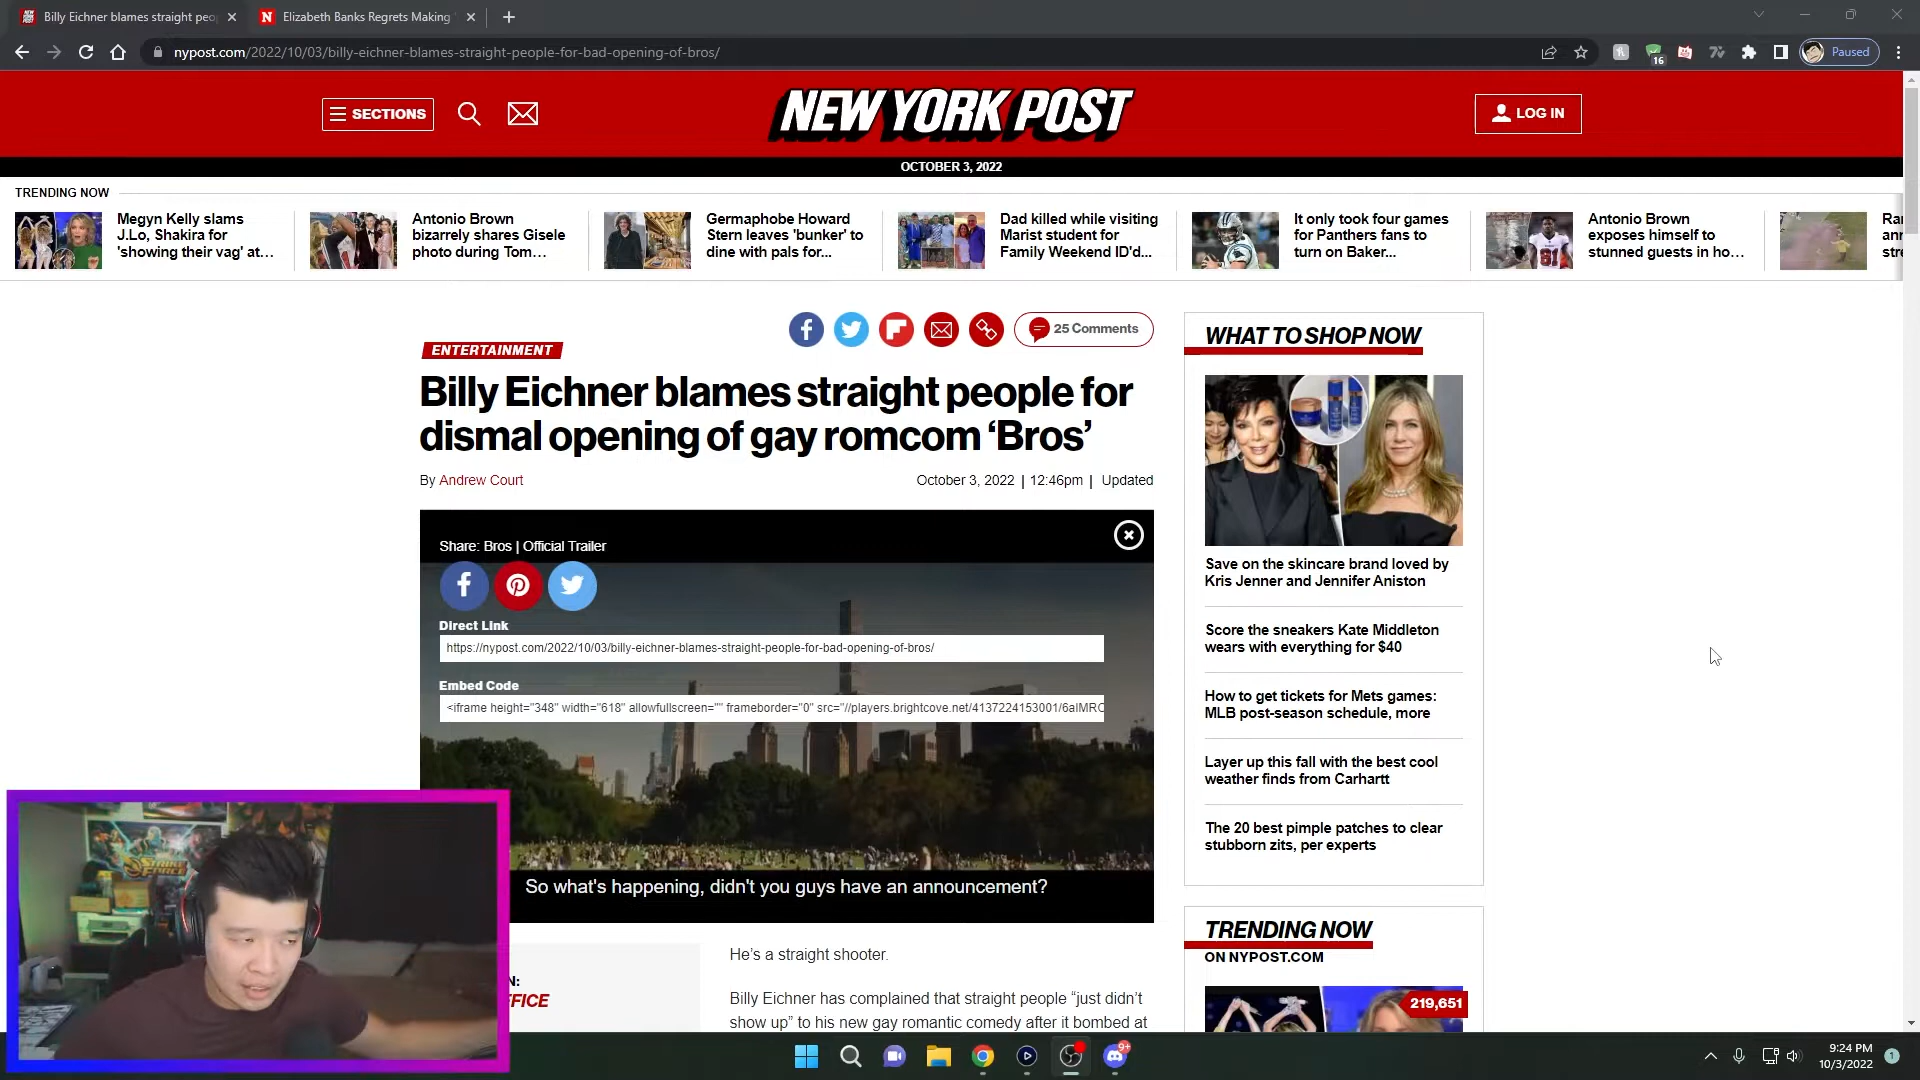 Billy Eichner blames straight peo
Elizabeth Banks Regrets Making
nypost.com/2022/10/03/billy-eichner-blames-straight-people-for-bad-opening-of-bros/
16
Paused
SECTIONS
NEW YORK POST
LOG IN
OCTOBER 3, 2022
TRENDING NOW
Megyn Kelly slams
J.Lo, Shakira for
'showing their vag' at...
Antonio Brown
bizarrely shares Gisele
photo during Tom...
Germaphobe Howard
Stern leaves 'bunker' to
dine with pals for...
Dad killed while visiting
Marist student for
Family Weekend ID'd...
It only took four games
for Panthers fans to
turn on Baker...
Antonio Brown
exposes himself to
stunned guests in ho...
25 Comments
ENTERTAINMENT
Billy Eichner blames straight people for
dismal opening of gay romcom ‘Bros’
By Andrew Court
October 3, 2022 | 12:46pm | Updated
Share: Bros | Official Trailer
Direct Link
https://nypost.com/2022/10/03/billy-eichner-blames-straight-people-for-bad-opening-of-bros/
Embed Code
<iframe height="348" width="618" allowfullscreen="" frameborder="0" src="//players.brightcove.net/4137224153001/6aIMRC
So what's happening, didn't you guys have an announcement?
STRIKE
FORCE
He’s a straight shooter.
Billy Eichner has complained that straight people “just didn’t
show up” to his new gay romantic comedy after it bombed at
WHAT TO SHOP NOW
Save on the skincare brand loved by
Kris Jenner and Jennifer Aniston
Score the sneakers Kate Middleton
wears with everything for $40
How to get tickets for Mets games:
MLB post-season schedule, more
Layer up this fall with the best cool
weather finds from Carhartt
The 20 best pimple patches to clear
stubborn zits, per experts
TRENDING NOW
ON NYPOST.COM
219,651
9+
9:24 PM
10/3/2022
1